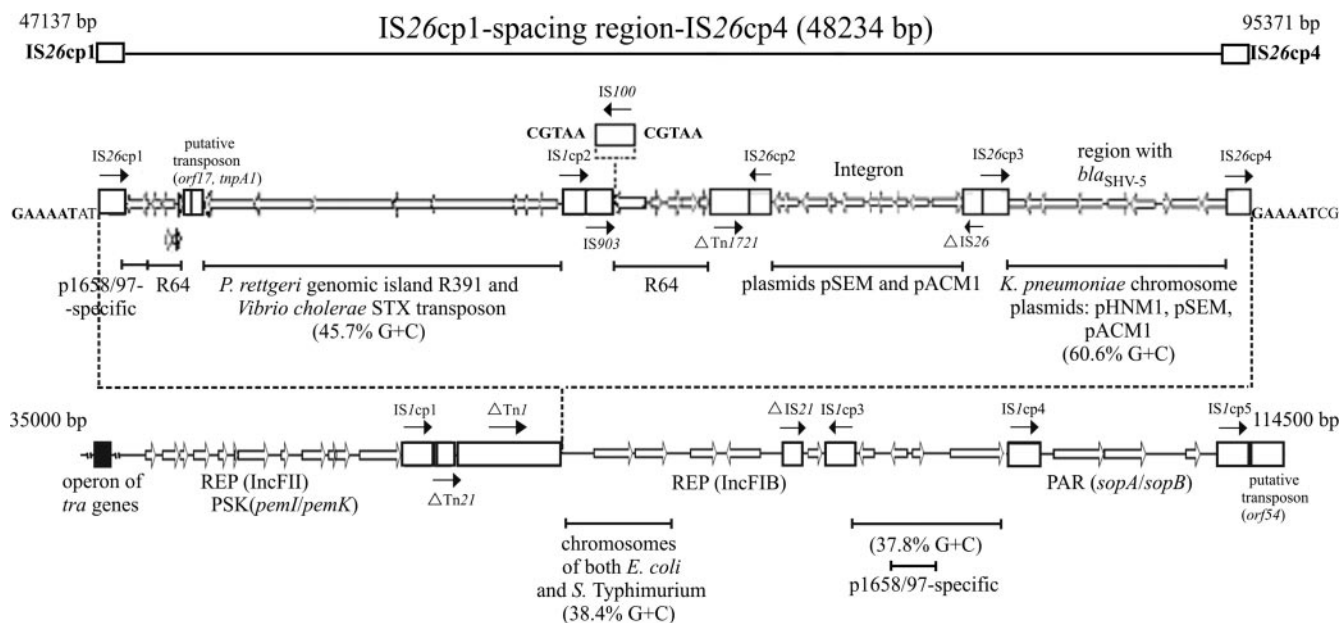 47137 bp
IS26cp1-spacing region-IS26cp4 (48234 bp)
95371 bp
IS26cp1
IS26cp4
IS100
CGTAA
CGTAA
IS26cp1
putative
transposon
(orf17, tnpA1)
IS1cp2
IS26cp2
Integron
IS26cp3
region with
blaSHV-5
IS26cp4
GAAAATAT
GAAAATCG
IS903
△Tn1721
△IS26
p1658/97-
-specific
R64
P. rettgeri genomic island R391 and
Vibrio cholerae STX transposon
(45.7% G+C)
R64
plasmids pSEM and pACM1
K. pneumoniae chromosome
plasmids: pHNM1, pSEM,
pACM1
(60.6% G+C)
35000 bp
IS1cp1
△Tn1
△IS21
IS1cp3
IS1cp4
IS1cp5
114500 bp
operon of
tra genes
REP (IncFII)
PSK(pemI/pemK)
△Tn21
REP (IncFIB)
PAR (sopA/sopB)
putative
transposon
(orf54)
chromosomes
of both E. coli
and S. Typhimurium
(38.4% G+C)
(37.8% G+C)
p1658/97-specific